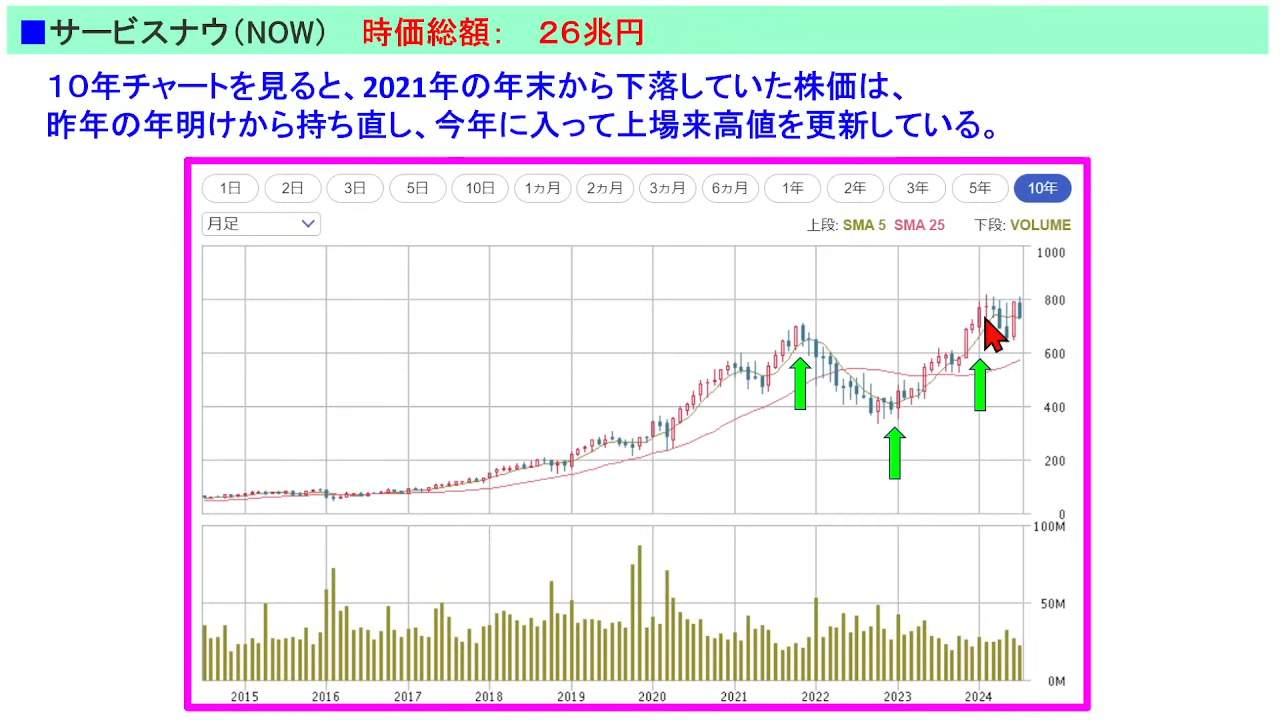 ■サービスナウ（NOW） 時価総額： 26兆円
10年チャートを見ると、2021年の年末から下落していた株価は、
昨年の年明けから持ち直し、今年に入って上場来高値を更新している。
1日 2日 3日 5日 10日 1ヵ月 2ヵ月 3ヵ月 6ヵ月 1年 2年 3年 5年 10年
月足 上段: SMA 5 SMA 25 下段: VOLUME
1000
800
600
400
200
0
100M
50M
0M
2015 2016 2017 2018 2019 2020 2021 2022 2023 2024